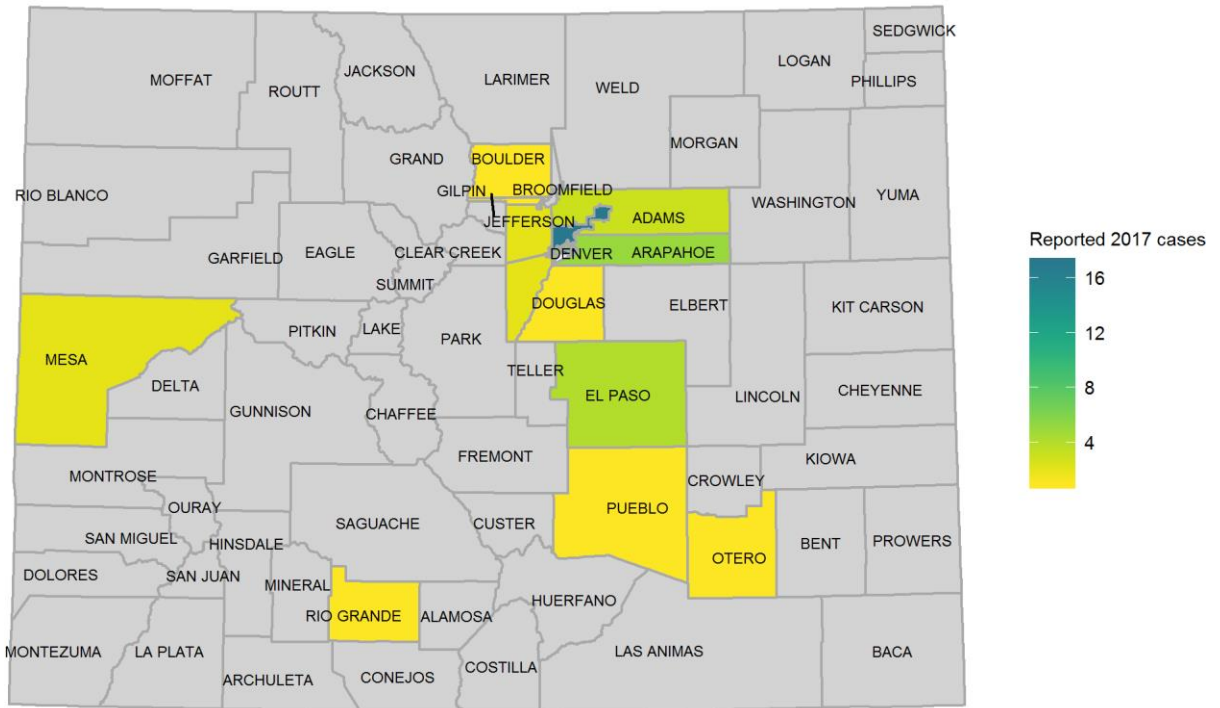 SEDGWICK
LOGAN
JACKSON
LARIMER
WELD
PHILLIPS
MOFFAT
ROUTT
MORGAN
GRAND
BOULDER
RIO BLANCO
GILPIN
BROOMFIELD
WASHINGTON
YUMA
JEFFERSON
ADAMS
EAGLE
CLEAR CREEK
DENVER
ARAPAHOE
GARFIELD
SUMMIT
DOUGLAS
ELBERT
KIT CARSON
PITKIN
LAKE
PARK
MESA
TELLER
DELTA
EL PASO
LINCOLN
CHEYENNE
GUNNISON
CHAFFEE
FREMONT
KIOWA
MONTROSE
CROWLEY
OURAY
PUEBLO
SAGUACHE
CUSTER
SAN MIGUEL
HINSDALE
OTERO
BENT
PROWERS
DOLORES
SAN JUAN
MINERAL
HUERFANO
RIO GRANDE
ALAMOSA
MONTEZUMA
LA PLATA
LAS ANIMAS
BACA
COSTILLA
ARCHULETA
CONEJOS
Reported 2017 cases
16
12
8
4